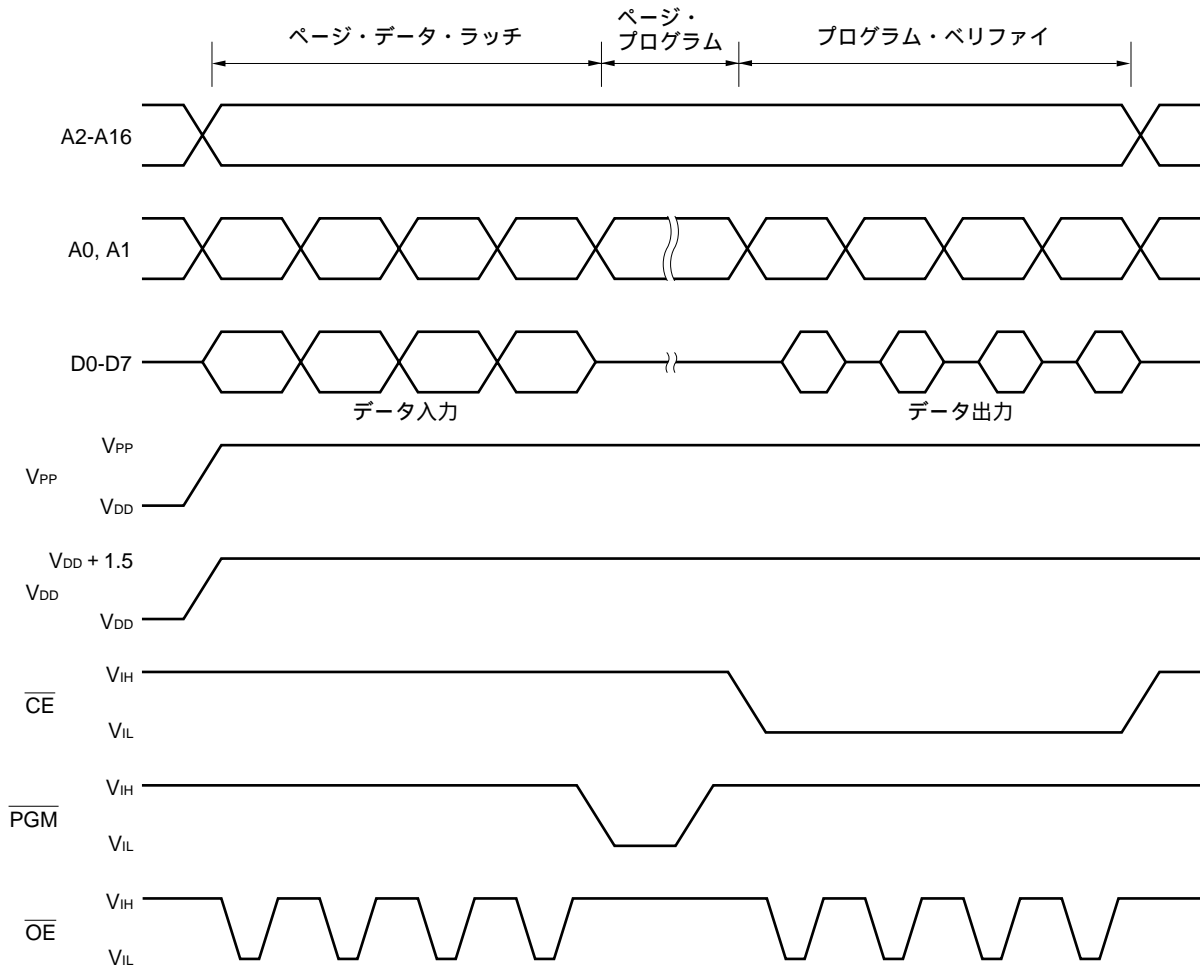 ページ・データ・ラッチ
ページ・
プログラム
プログラム・ベリファイ
A2-A16
A0, A1
D0-D7
データ入力
データ出力
VPP
VPP
VDD
VDD + 1.5
VDD
VDD
VIH
CE
VIL
VIH
PGM
VIL
VIH
OE
VIL